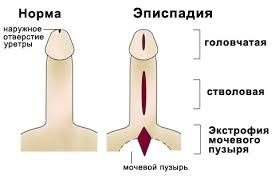 Норма
наружное
отверстие
уретры
Эписпадия
головчатая
стволовая
Экстрофия
мочевого
пузыря
мочевой пузырь